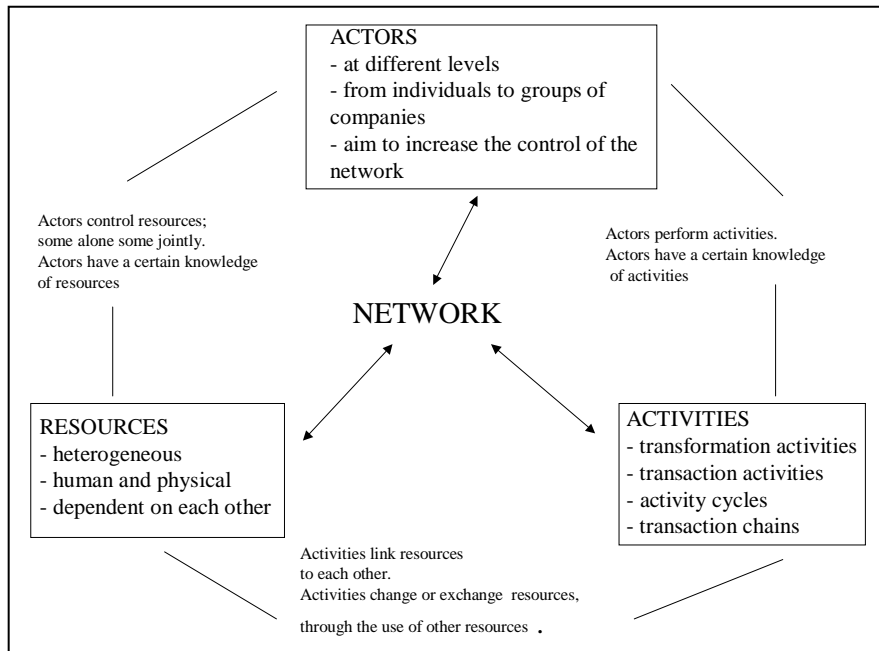 ACTORS
- at different levels
- from individuals to groups of
companies
- aim to increase the control of the
network
Actors control resources;
some alone some jointly.
Actors have a certain knowledge
of resources
Actors perform activities.
Actors have a certain knowledge
of activities
NETWORK
RESOURCES
- heterogeneous
- human and physical
- dependent on each other
ACTIVITIES
- transformation activities
- transaction activities
- activity cycles
- transaction chains
Activities link resources
to each other.
Activities change or exchange resources,
through the use of other resources .